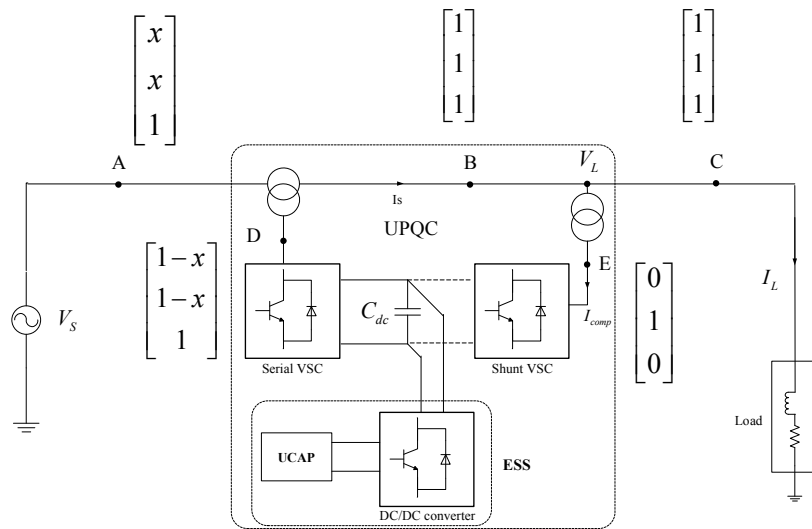 [x x 1]
[1 1 1]
[1 1 1]
A
B
V_L
C
Is
UPQC
D
E
[1-x 1-x 1]
V_S
C_dc
I_comp
[0 1 0]
I_L
Serial VSC
Shunt VSC
Load
UCAP
ESS
DC/DC converter